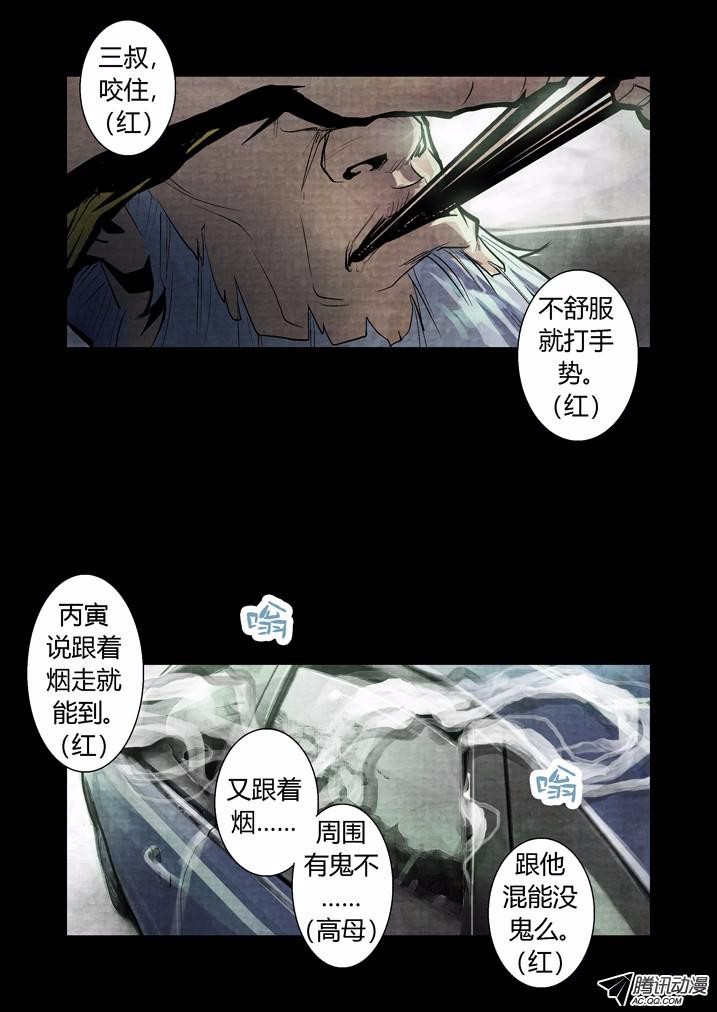 三叔，
咬住，
（红）
不舒服
就打手
势。
（红）
嗡
丙寅
说跟着
烟走就
能到。
（红）
又跟着
烟……
嗡
周围
有鬼不
……
（高母）
跟他
混能没
鬼么。
（红）
腾讯动漫
AC.QQ.COM